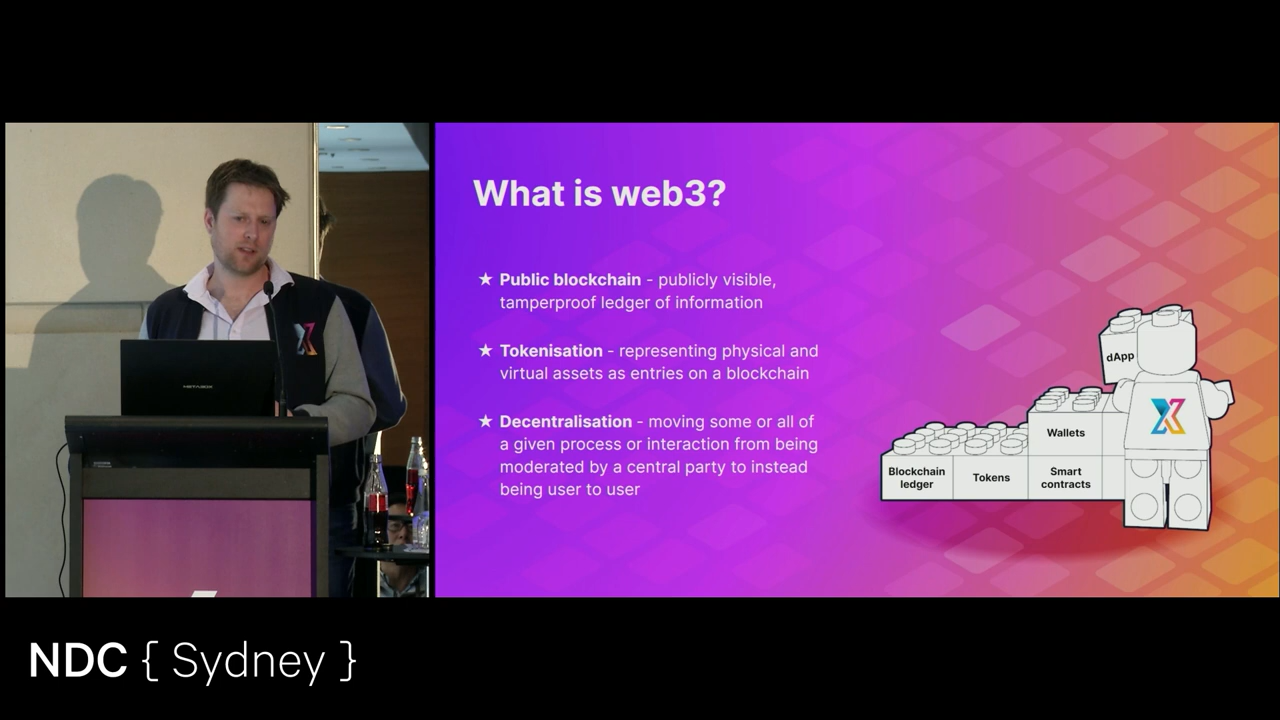 What is web3?
★ Public blockchain - publicly visible,
tamperproof ledger of information
★ Tokenisation - representing physical and
virtual assets as entries on a blockchain
★ Decentralisation - moving some or all of
a given process or interaction from being
moderated by a central party to instead
being user to user
dApp
Wallets
Blockchain
ledger
Tokens
Smart
contracts
METABOX
NDC { Sydney }